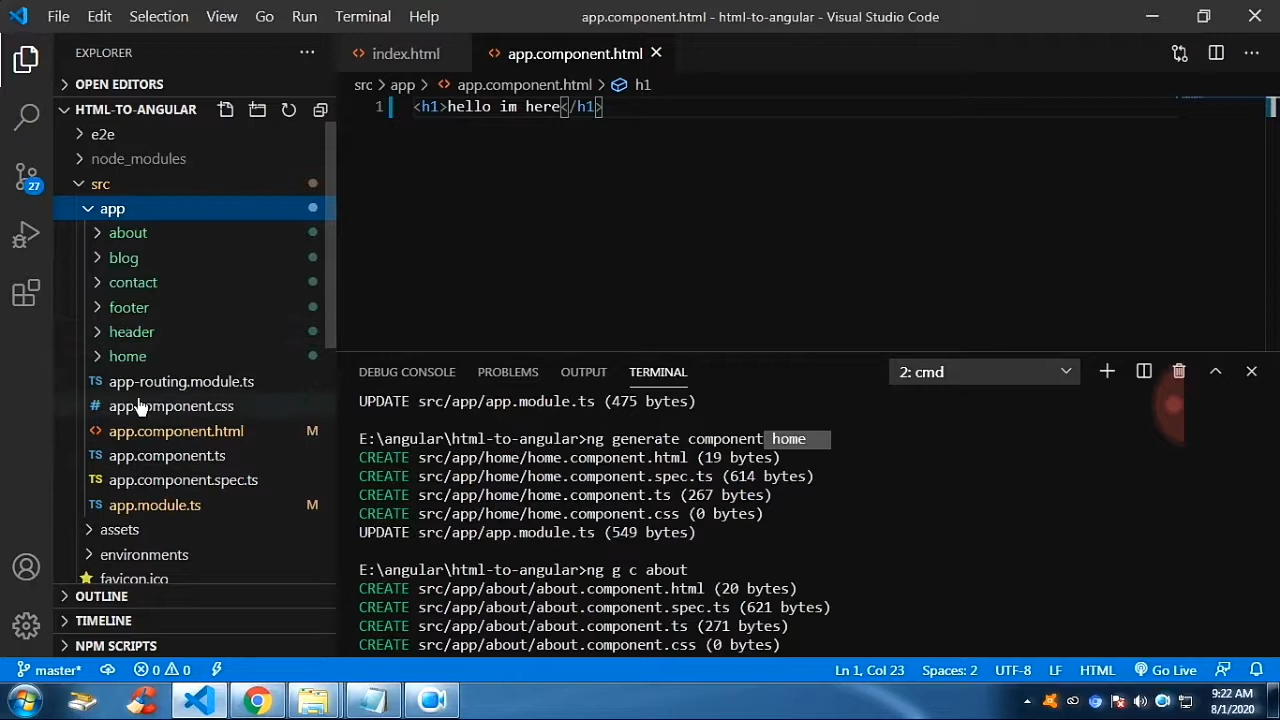 File Edit Selection View Go Run Terminal Help
app.component.html - html-to-angular - Visual Studio Code
EXPLORER
index.html
app.component.html
OPEN EDITORS
src > app > app.component.html > h1
HTML-TO-ANGULAR
1 <h1>hello im here</h1>
e2e
node_modules
src
27
app
about
blog
contact
footer
header
home
TS app-routing.module.ts
# app.component.css
app.component.html M
TS app.component.ts
TS app.component.spec.ts
TS app.module.ts M
assets
environments
favicon.ico
OUTLINE
TIMELINE
NPM SCRIPTS
DEBUG CONSOLE PROBLEMS OUTPUT TERMINAL 2: cmd
UPDATE src/app/app.module.ts (475 bytes)
E:\angular\html-to-angular>ng generate component home
CREATE src/app/home/home.component.html (19 bytes)
CREATE src/app/home/home.component.spec.ts (614 bytes)
CREATE src/app/home/home.component.ts (267 bytes)
CREATE src/app/home/home.component.css (0 bytes)
UPDATE src/app/app.module.ts (549 bytes)
E:\angular\html-to-angular>ng g c about
CREATE src/app/about/about.component.html (20 bytes)
CREATE src/app/about/about.component.spec.ts (621 bytes)
CREATE src/app/about/about.component.ts (271 bytes)
CREATE src/app/about/about.component.css (0 bytes)
master* 0 0 Ln 1, Col 23 Spaces: 2 UTF-8 LF HTML Go Live
9:22 AM
8/1/2020